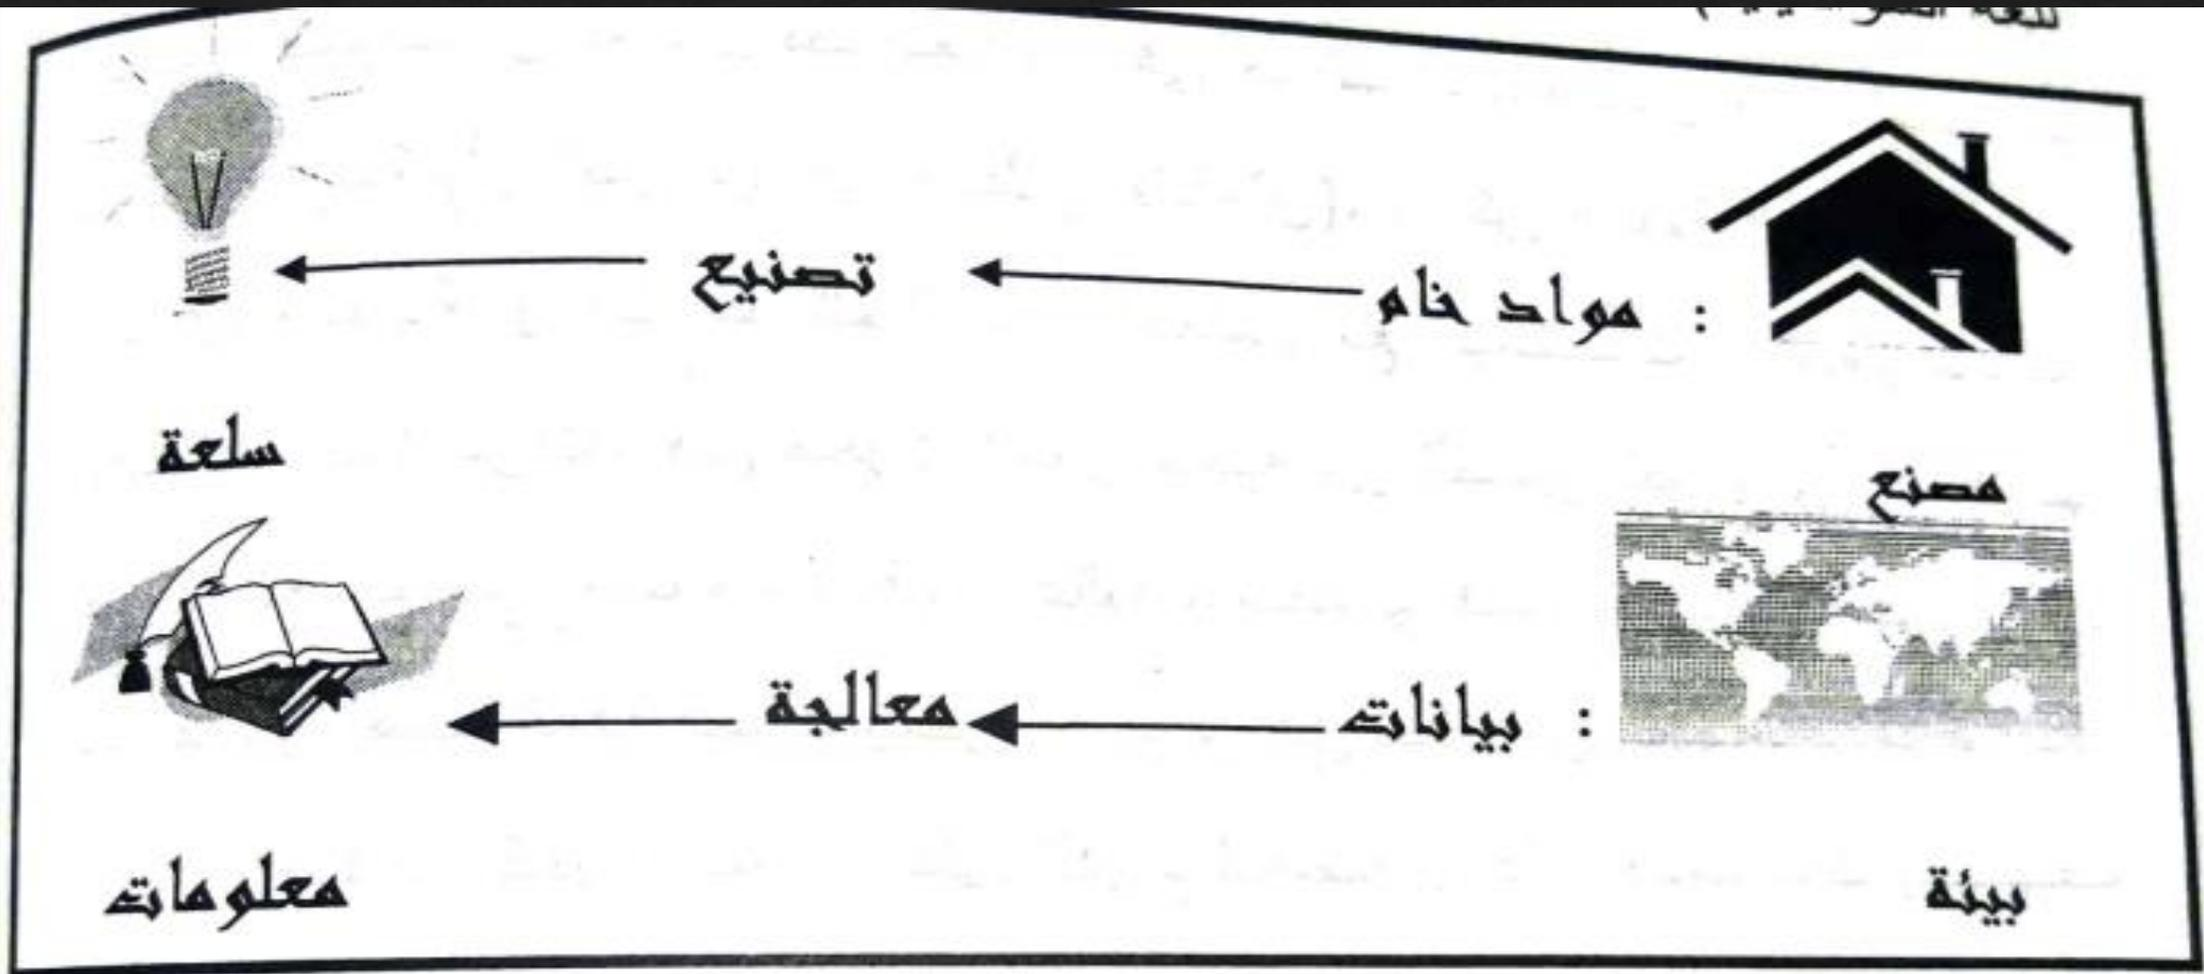 : مواد خام تصنيع
سلعة
مصنع
: بيانات معالجة
معلومات
بيئة